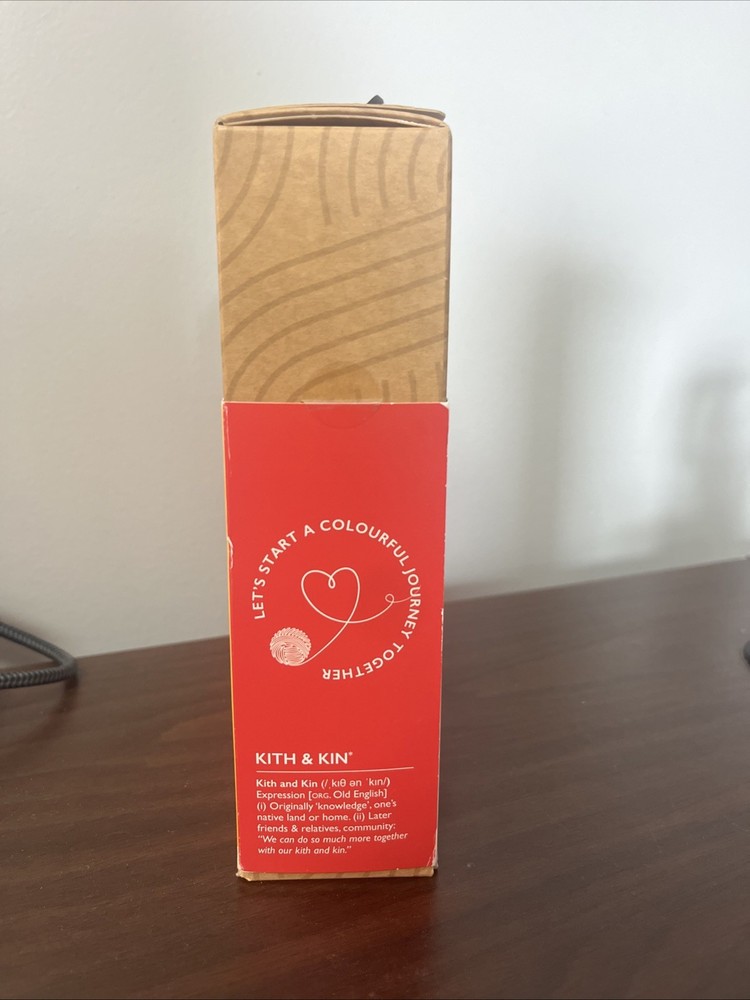 LET'S START A COLOURFUL JOURNEY TOGETHER
KITH & KIN®
Kith and Kin (/ˌkɪθ ən ˈkɪn/)
Expression [ORG. Old English]
(i) Originally 'knowledge', one's
native land or home. (ii) Later
friends & relatives, community;
"We can do so much more together
with our kith and kin."